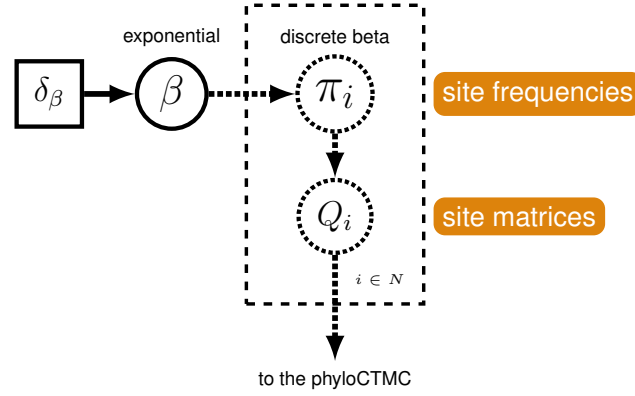 exponential
discrete beta
δ_β
β
π_i
site frequencies
Q_i
site matrices
i ∈ N
to the phyloCTMC